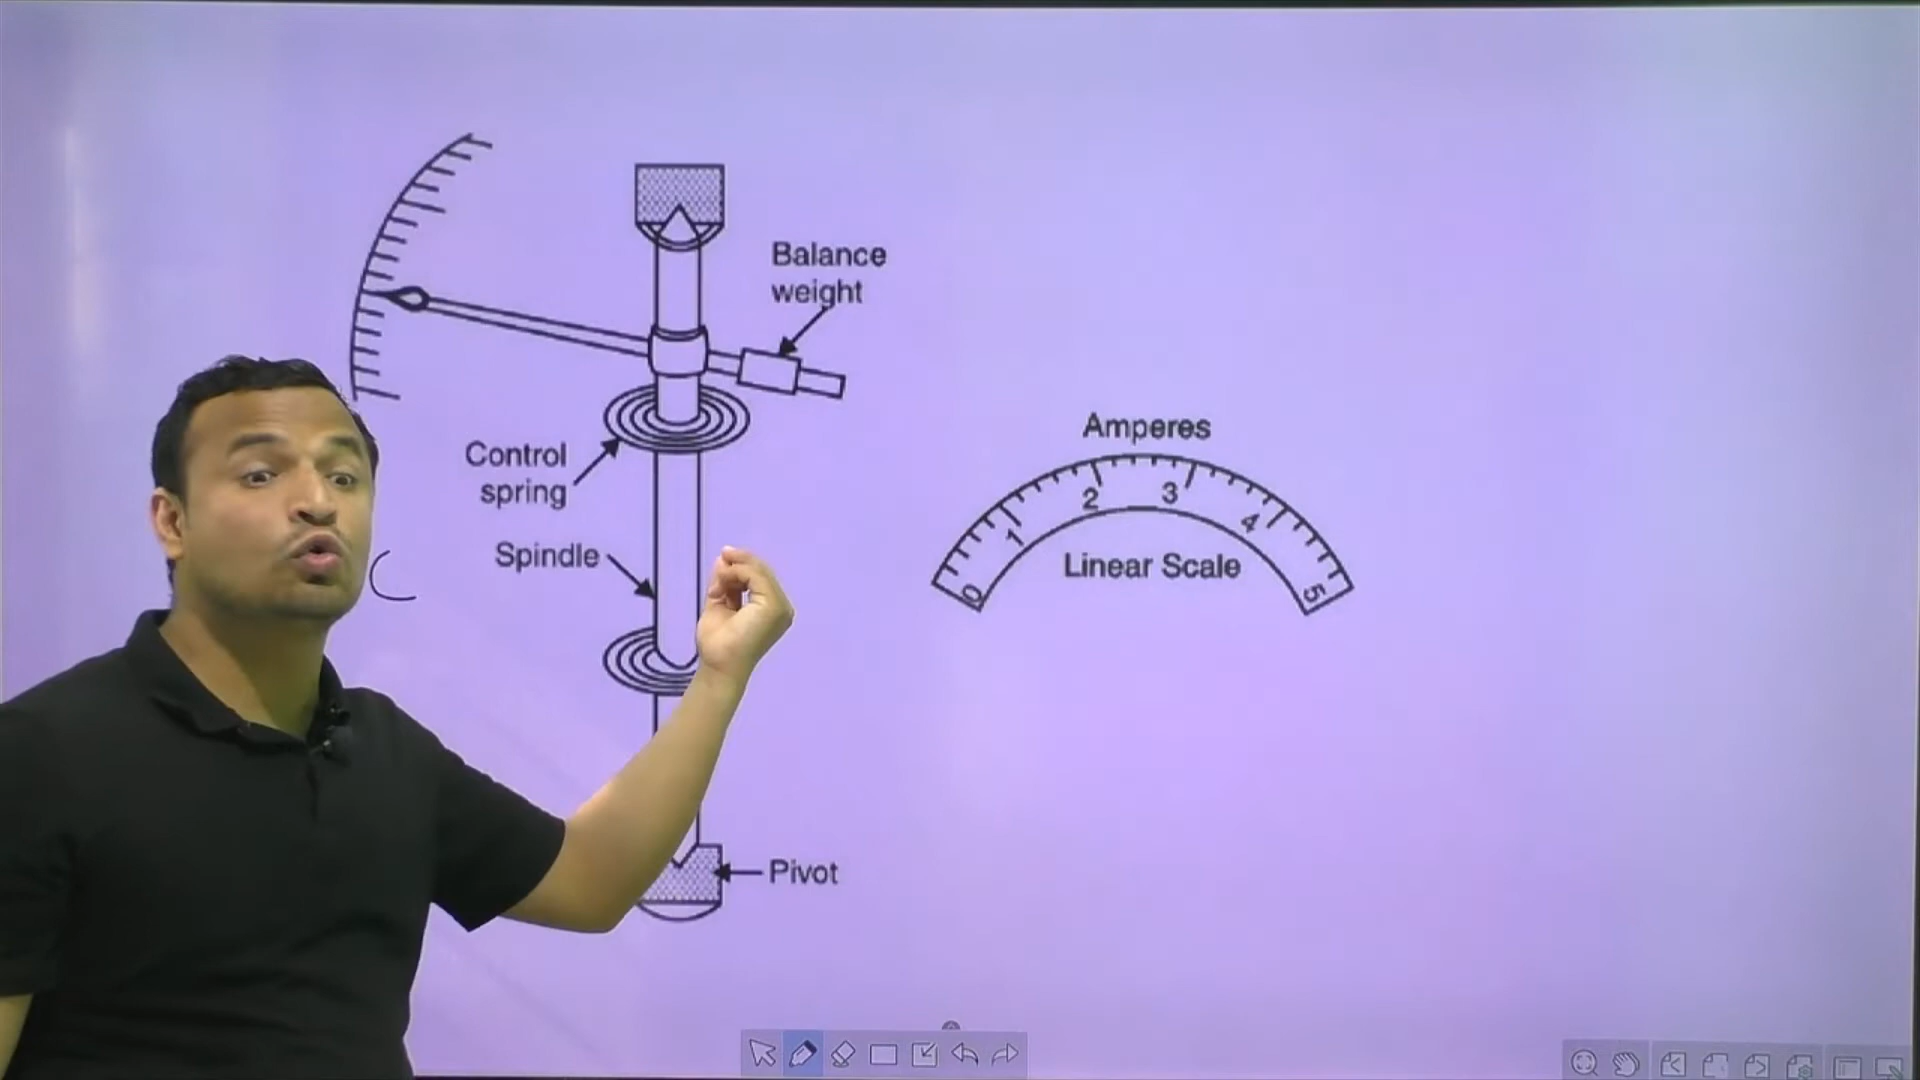 Balance
weight
Control
spring
Spindle
Pivot
Amperes
0 1 2 3 4 5
Linear Scale
C